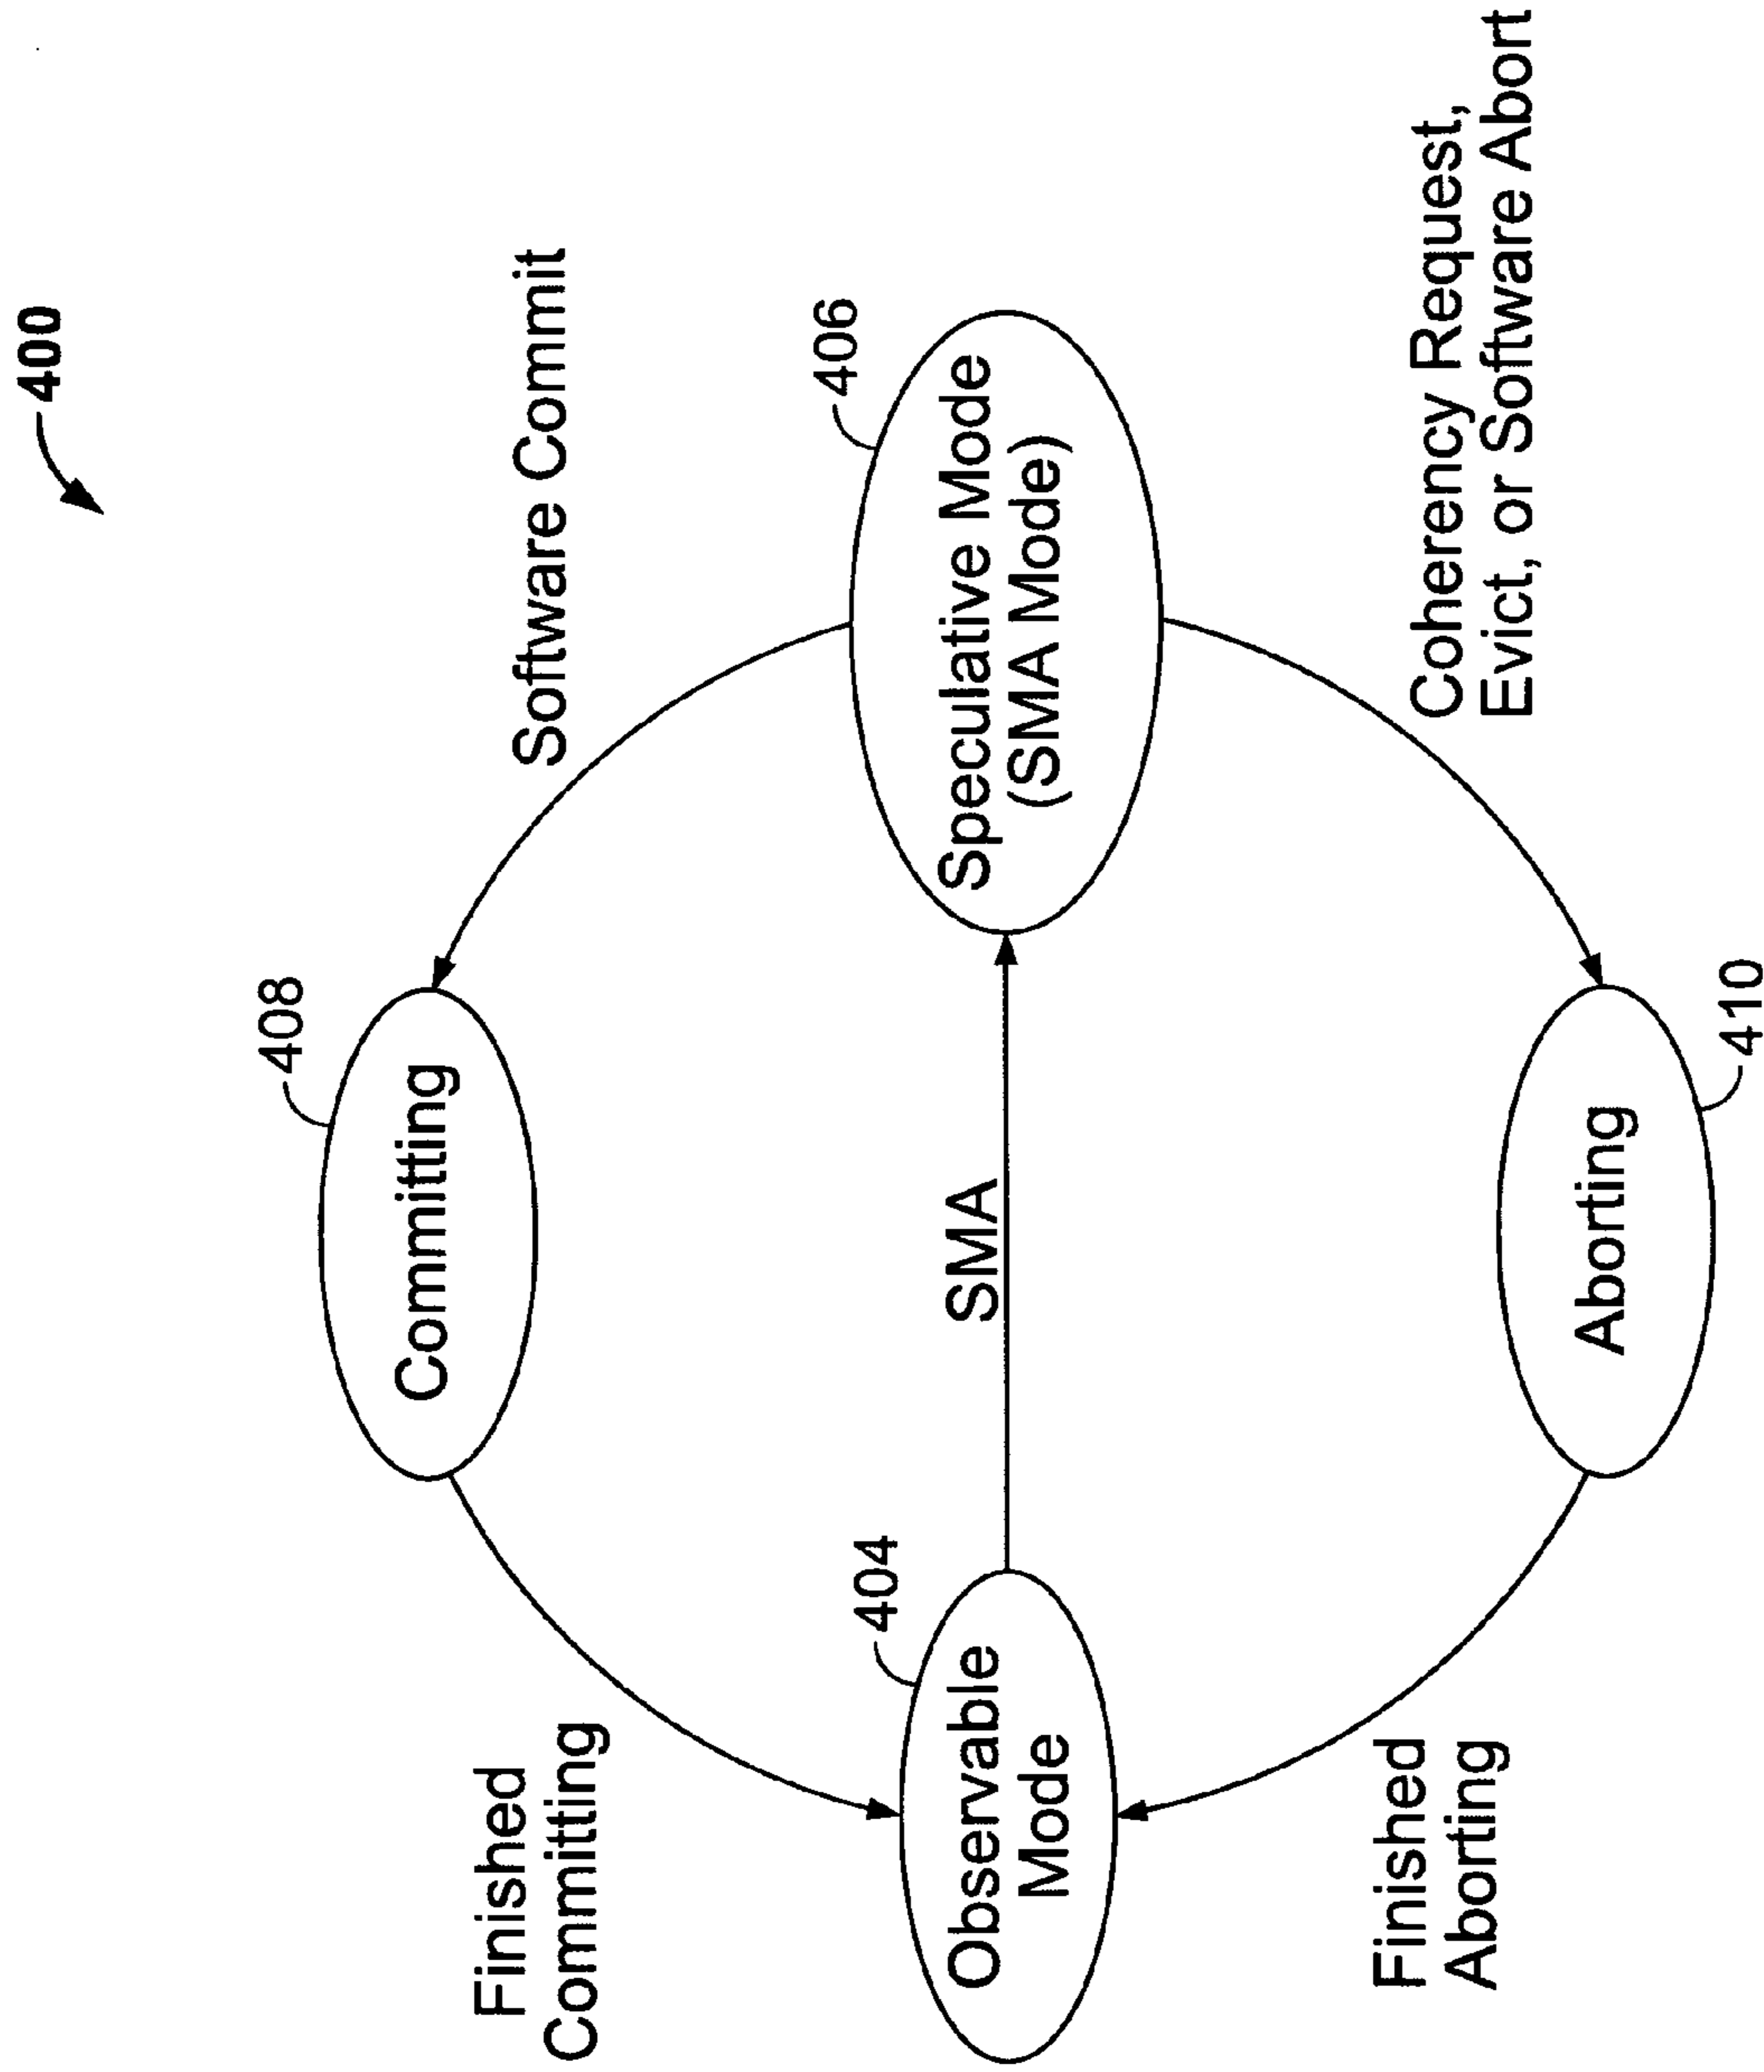 400
408
Committing
Finished
Committing
Software Commit
404
Observable
Mode
SMA
406
Speculative Mode
(SMA Mode)
Finished
Aborting
Aborting
410
Coherency Request,
Evict, or Software Abort